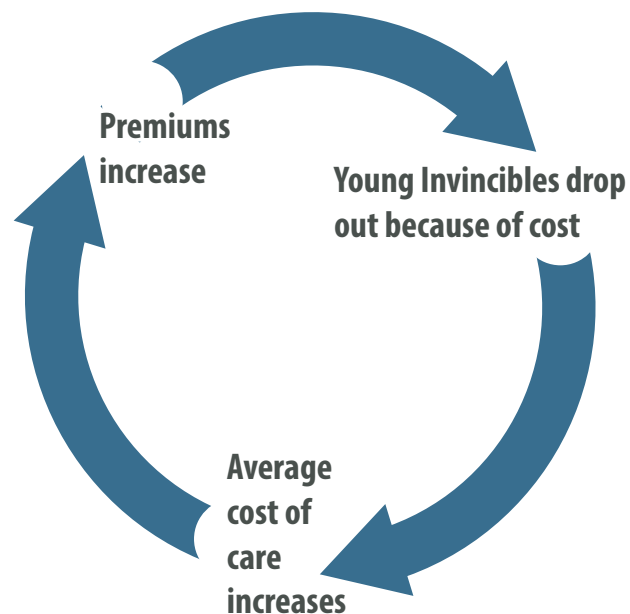 Premiums
increase
Young Invincibles drop
out because of cost
Average
cost of
care
increases